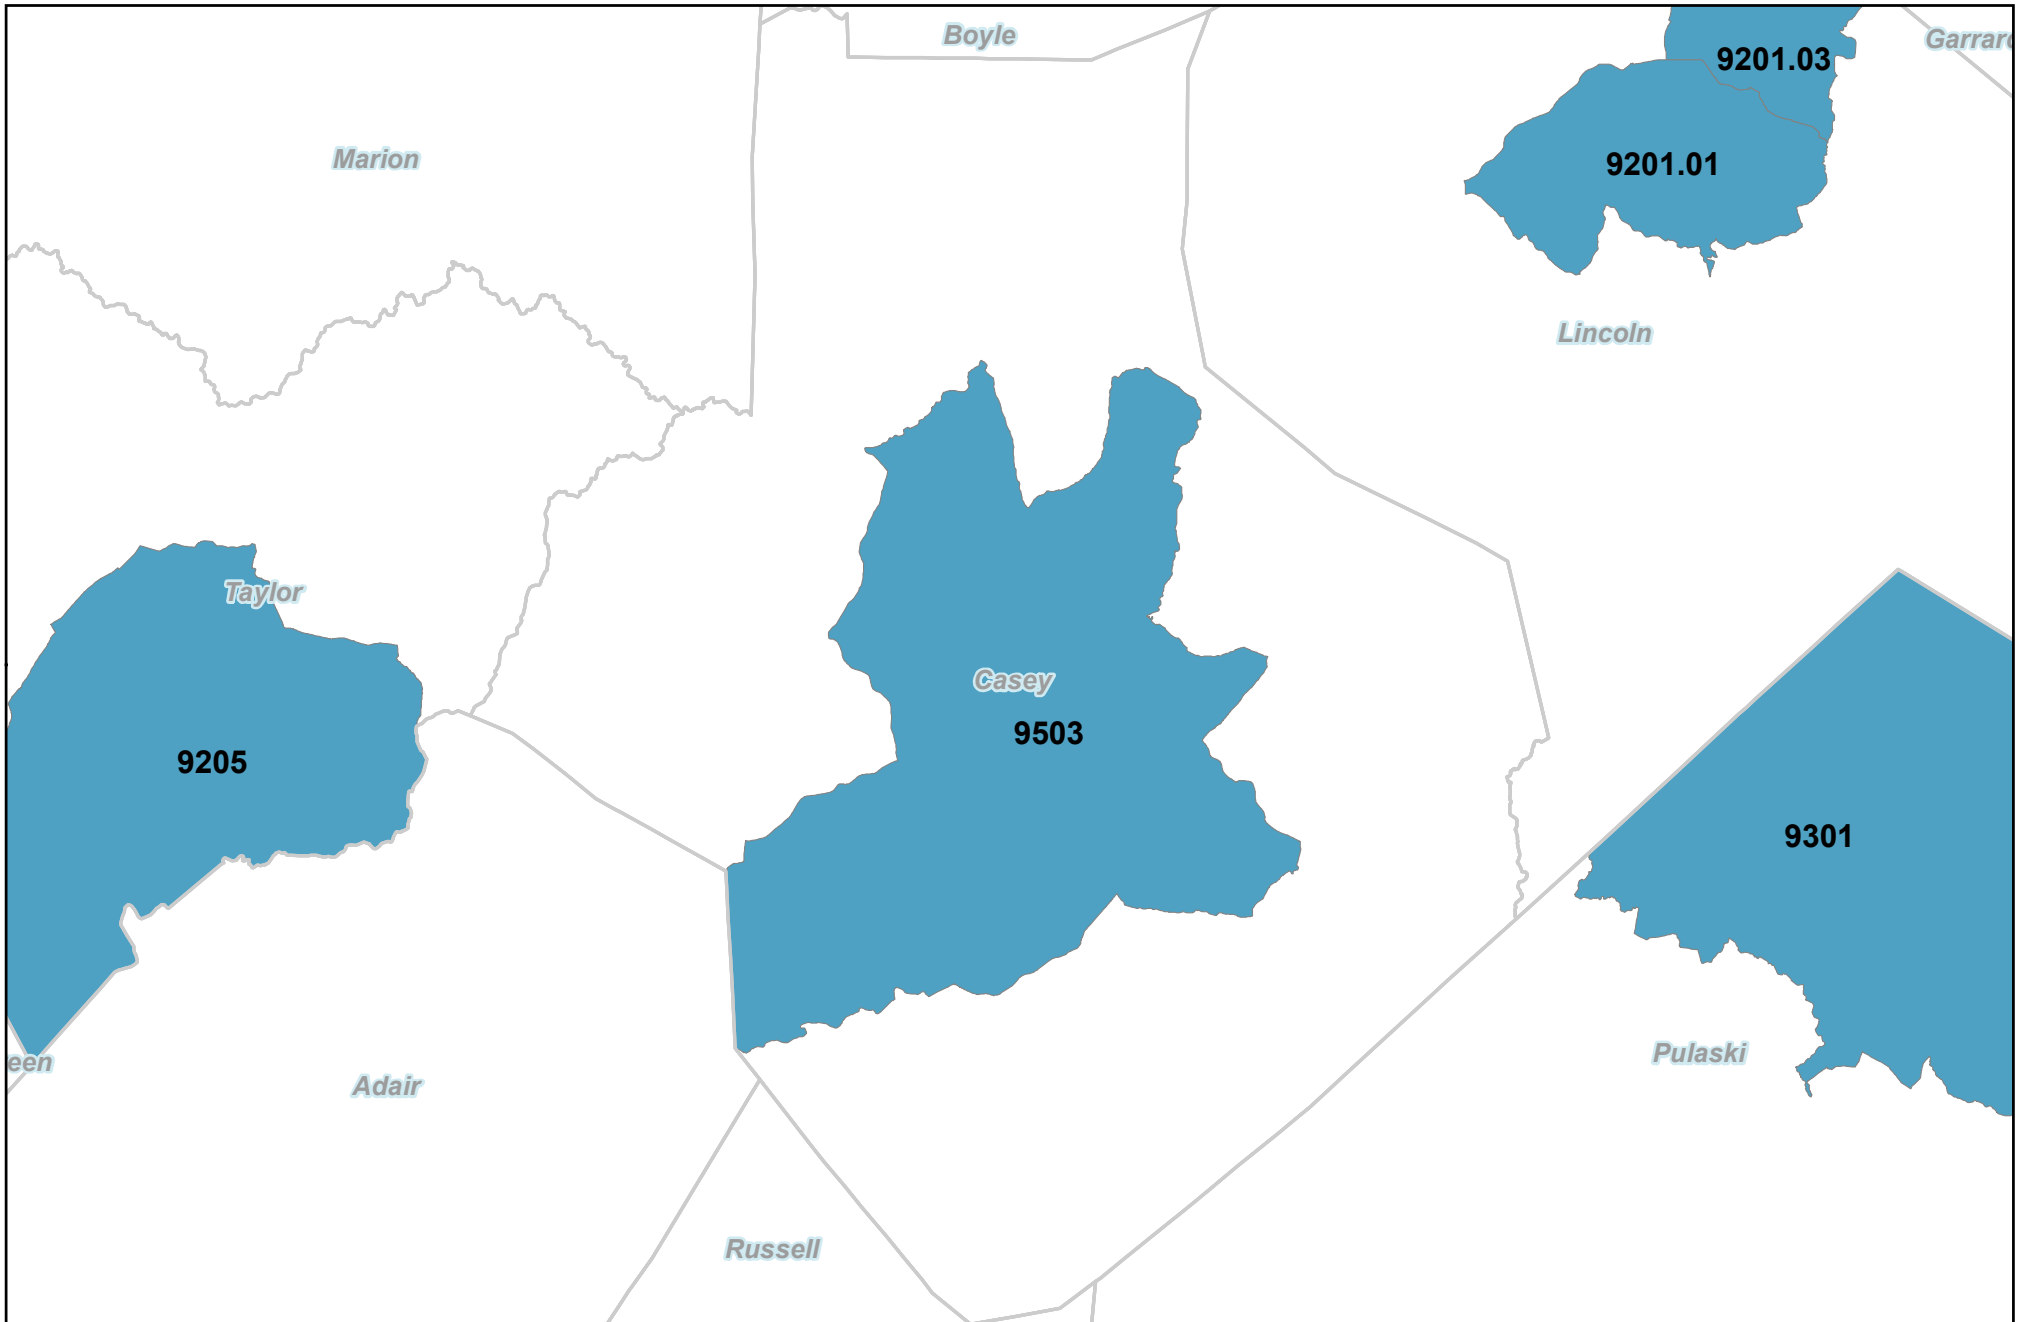 Boyle
Garrard
9201.03
Marion
9201.01
Lincoln
Taylor
Casey
9503
9205
9301
Pulaski
een
Adair
Russell